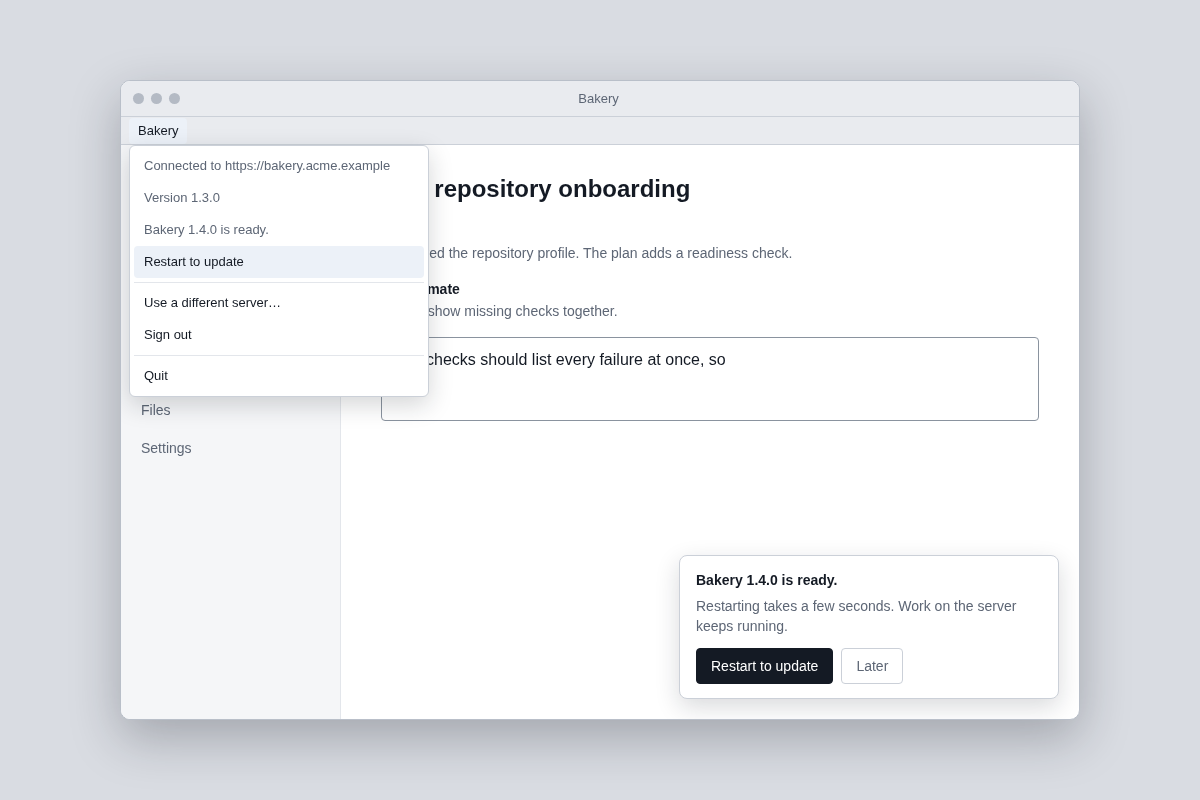 Bakery
Bakery
Connected to https://bakery.acme.example
Version 1.3.0
Bakery 1.4.0 is ready.
Restart to update
Use a different server…
Sign out
Quit
Files
Settings
repository onboarding
the repository profile. The plan adds a readiness check.
show missing checks together.
checks should list every failure at once, so
Bakery 1.4.0 is ready.
Restarting takes a few seconds. Work on the server
keeps running.
Restart to update
Later